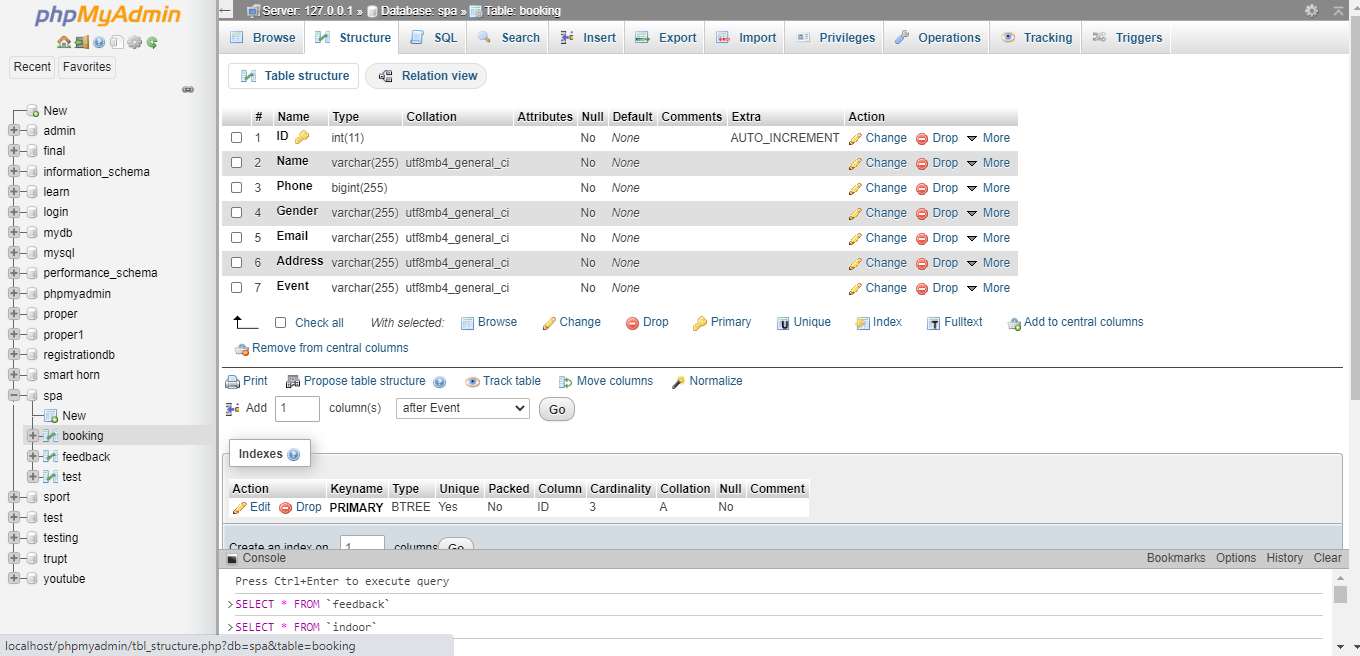 phpMyAdmin
Recent Favorites
New
admin
final
information_schema
learn
login
mydb
mysql
performance_schema
phpmyadmin
proper
proper1
registrationdb
smart horn
spa
New
booking
feedback
test
sport
test
testing
trupt
youtube
Server: 127.0.0.1 » Database: spa » Table: booking
Browse Structure SQL Search Insert Export Import Privileges Operations Tracking Triggers
Table structure Relation view
# Name Type Collation Attributes Null Default Comments Extra Action
1 ID int(11) No None AUTO_INCREMENT Change Drop More
2 Name varchar(255) utf8mb4_general_ci No None Change Drop More
3 Phone bigint(255) No None Change Drop More
4 Gender varchar(255) utf8mb4_general_ci No None Change Drop More
5 Email varchar(255) utf8mb4_general_ci No None Change Drop More
6 Address varchar(255) utf8mb4_general_ci No None Change Drop More
7 Event varchar(255) utf8mb4_general_ci No None Change Drop More
Check all With selected: Browse Change Drop Primary Unique Index Fulltext Add to central columns
Remove from central columns
Print Propose table structure Track table Move columns Normalize
Add 1 column(s) after Event Go
Indexes
Action Keyname Type Unique Packed Column Cardinality Collation Null Comment
Edit Drop PRIMARY BTREE Yes No ID 3 A No
Create an index on 1 columns Go
Console Bookmarks Options History Clear
Press Ctrl+Enter to execute query
>SELECT * FROM `feedback`
>SELECT * FROM `indoor`
localhost/phpmyadmin/tbl_structure.php?db=spa&table=booking